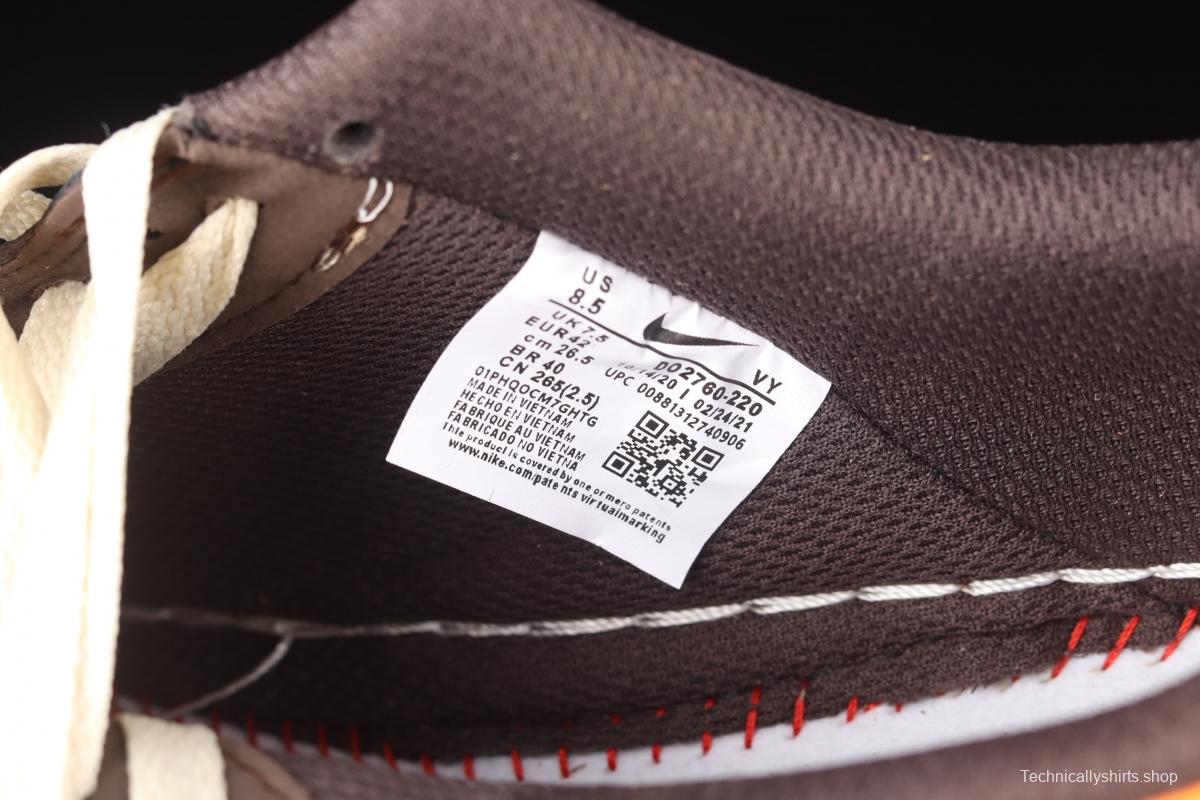 US
8.5
UK 7.5
EUR 42
cm 26.5
BR 40
CN 265(2.5)
VY
DO2760-220
10/14/20 | 02/24/21
UPC 00881312740906
Q1PHQOCM7GHTG
MADE IN VIETNAM
HECHO EN VIETNAM
FABRIQUE AU VIETNAM
FABRICADO NO VIETNA
This product is covered by one or mero patents
www.nike.com/patents virtualmarking
Technicallyshirts.shop